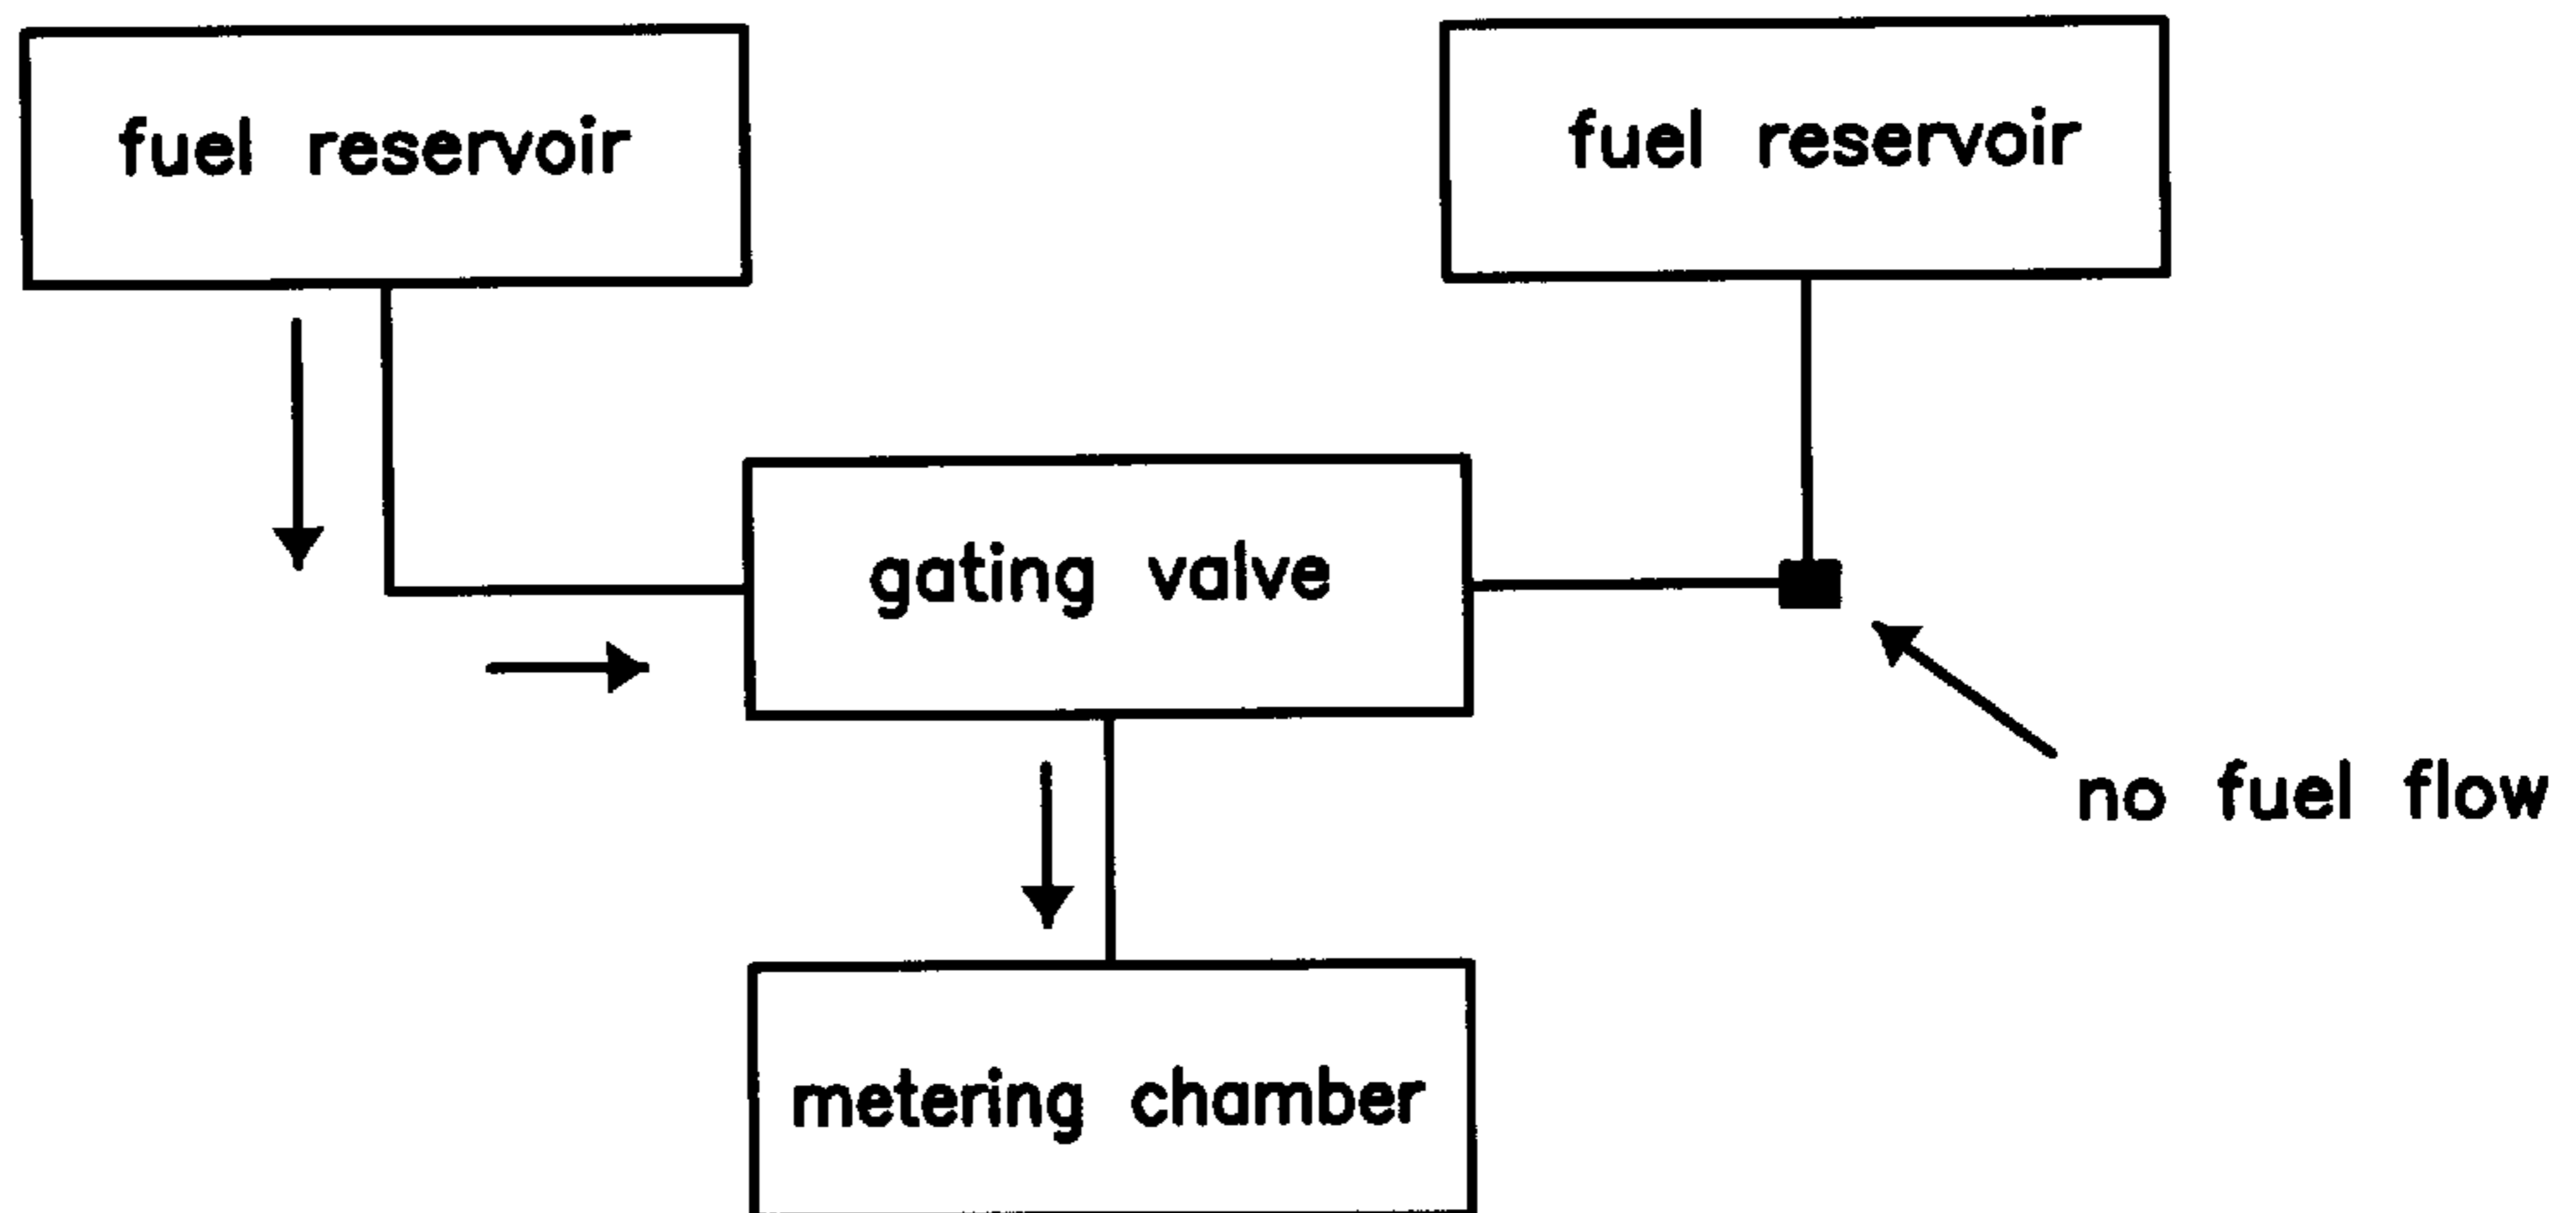 fuel reservoir
fuel reservoir
gating valve
no fuel flow
metering chamber